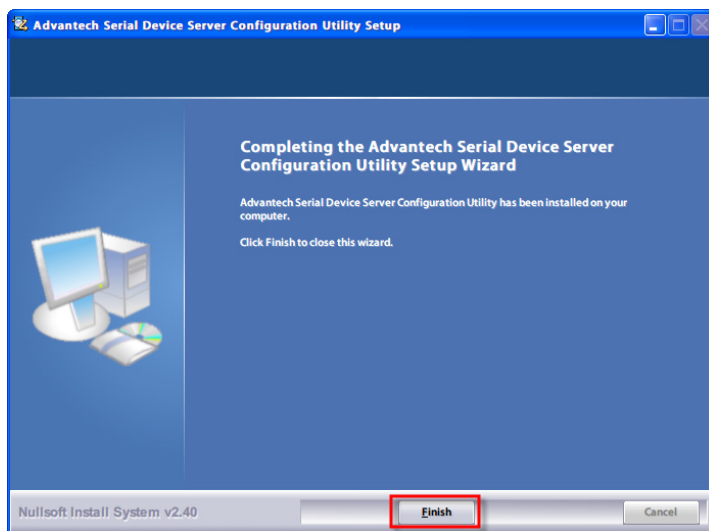 Advantech Serial Device Server Configuration Utility Setup
Completing the Advantech Serial Device Server
Configuration Utility Setup Wizard
Advantech Serial Device Server Configuration Utility has been installed on your
computer.
Click Finish to close this wizard.
Nullsoft Install System v2.40
Finish
Cancel